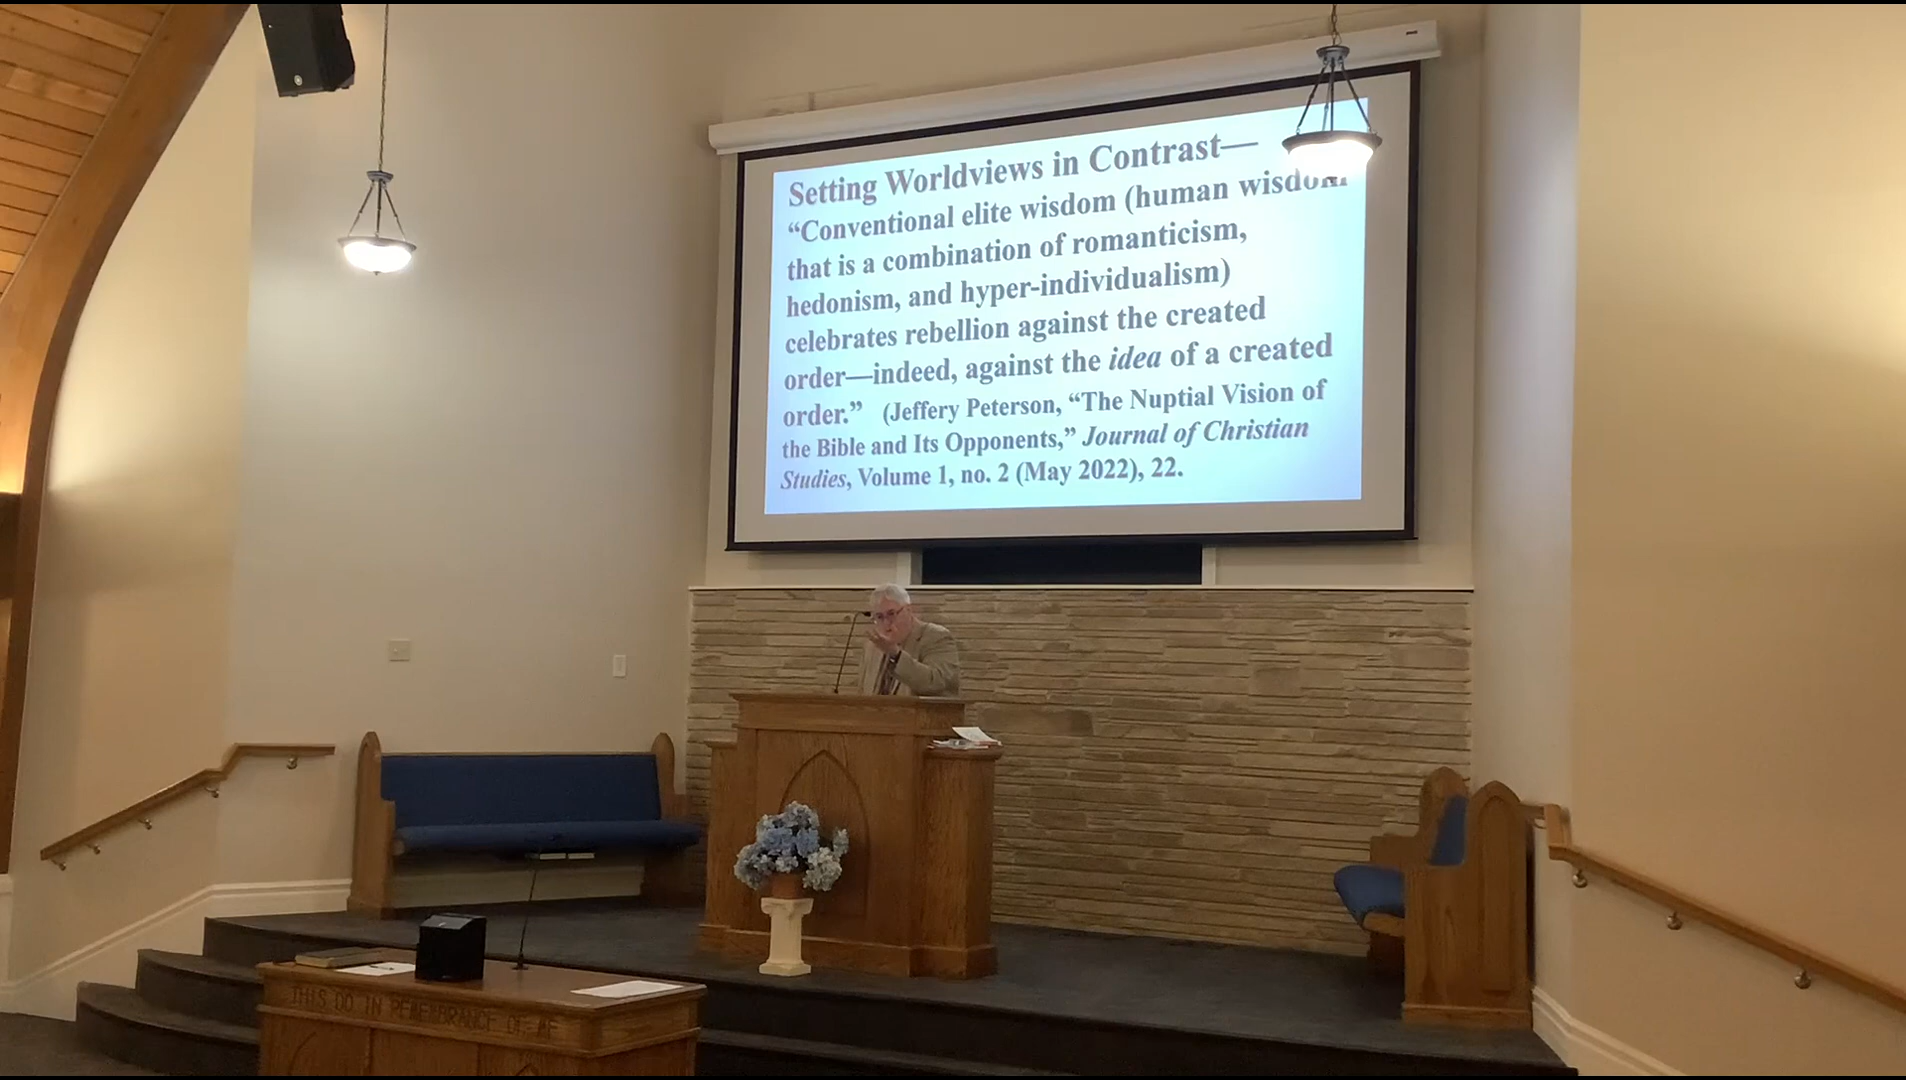 Setting Worldviews in Contrast—
“Conventional elite wisdom (human wisdom
that is a combination of romanticism,
hedonism, and hyper-individualism)
celebrates rebellion against the created
order—indeed, against the idea of a created
order.” (Jeffery Peterson, “The Nuptial Vision of
the Bible and Its Opponents,” Journal of Christian
Studies, Volume 1, no. 2 (May 2022), 22.
THIS DO IN REMEMBRANCE OF ME